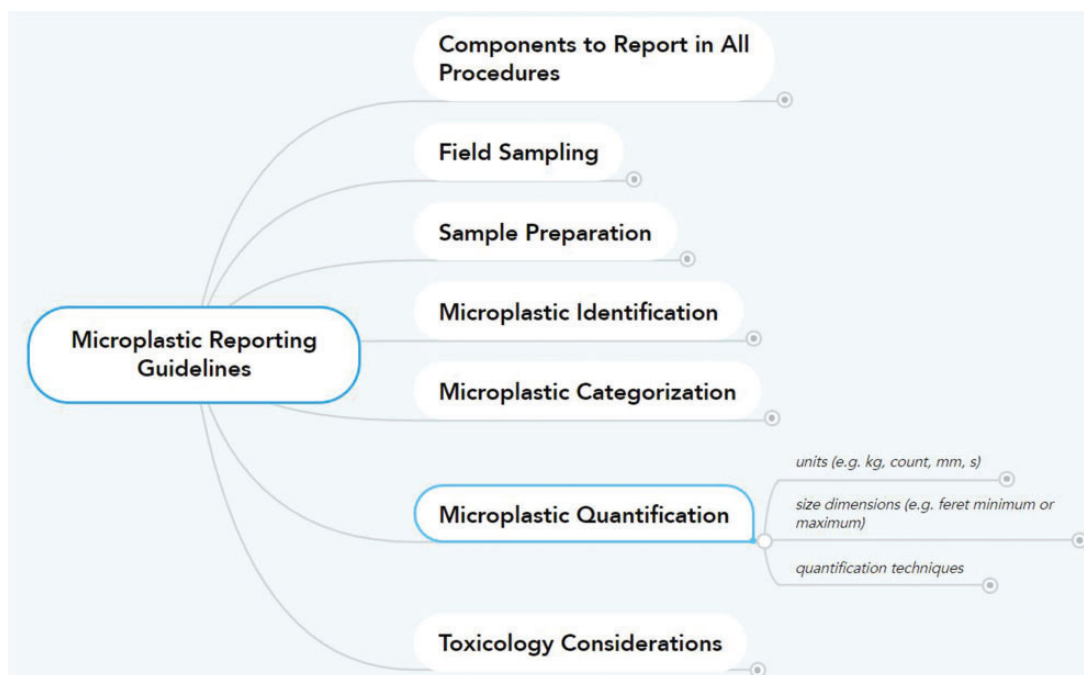 Components to Report in All
Procedures
Field Sampling
Sample Preparation
Microplastic Identification
Microplastic Reporting
Guidelines
Microplastic Categorization
units (e.g. kg, count, mm, s)
size dimensions (e.g. feret minimum or
maximum)
Microplastic Quantification
quantification techniques
Toxicology Considerations